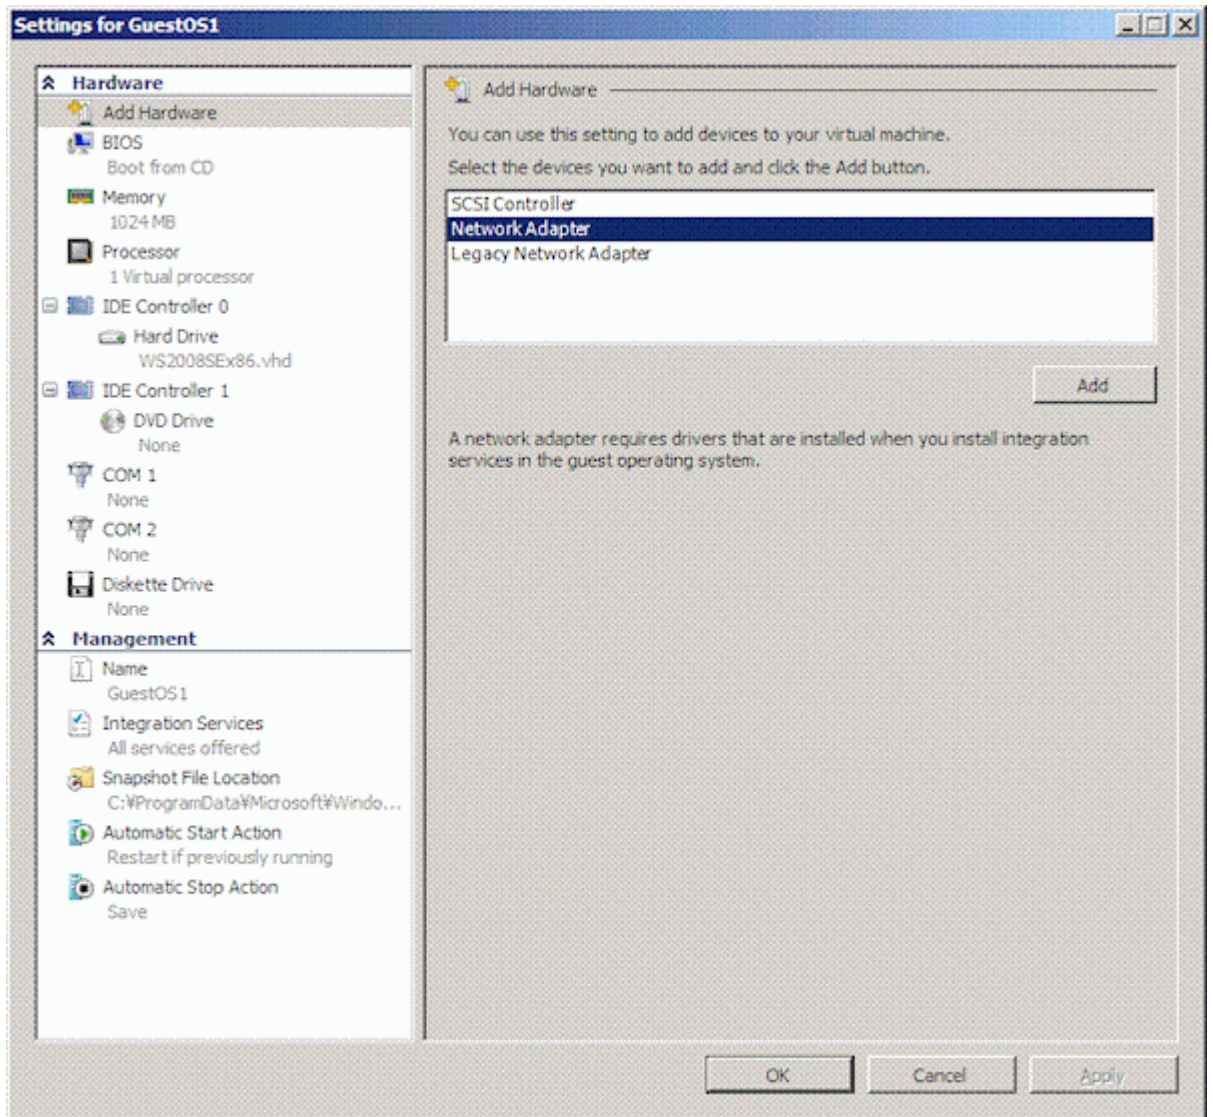 Settings for GuestOS1
Hardware
Add Hardware
BIOS
Boot from CD
Memory
1024 MB
Processor
1 Virtual processor
IDE Controller 0
Hard Drive
WS2008SEx86.vhd
IDE Controller 1
DVD Drive
None
COM 1
None
COM 2
None
Diskette Drive
None
Management
Name
GuestOS1
Integration Services
All services offered
Snapshot File Location
C:¥ProgramData¥Microsoft¥Windo...
Automatic Start Action
Restart if previously running
Automatic Stop Action
Save
Add Hardware
You can use this setting to add devices to your virtual machine.
Select the devices you want to add and click the Add button.
SCSI Controller
Network Adapter
Legacy Network Adapter
Add
A network adapter requires drivers that are installed when you install integration
services in the guest operating system.
OK
Cancel
Apply